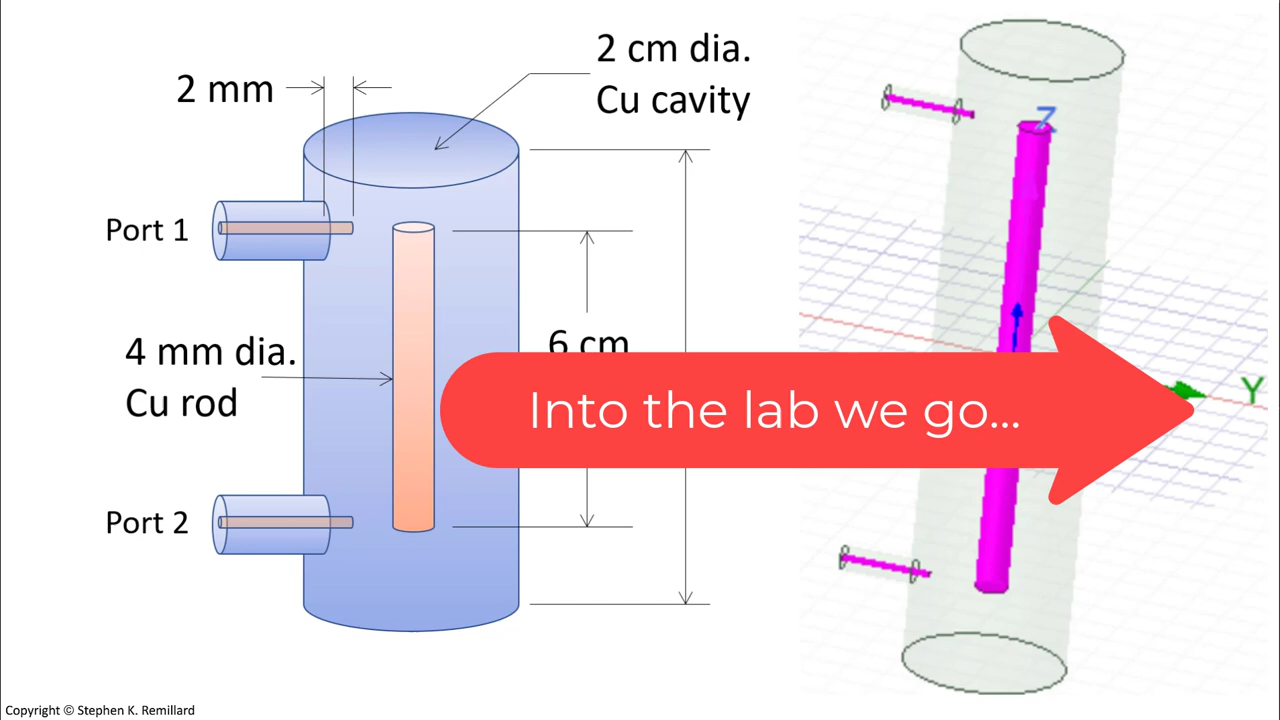 2 mm
2 cm dia.
Cu cavity
Port 1
4 mm dia.
Cu rod
6 cm
Into the lab we go...
Port 2
Z
Y
Copyright © Stephen K. Remillard